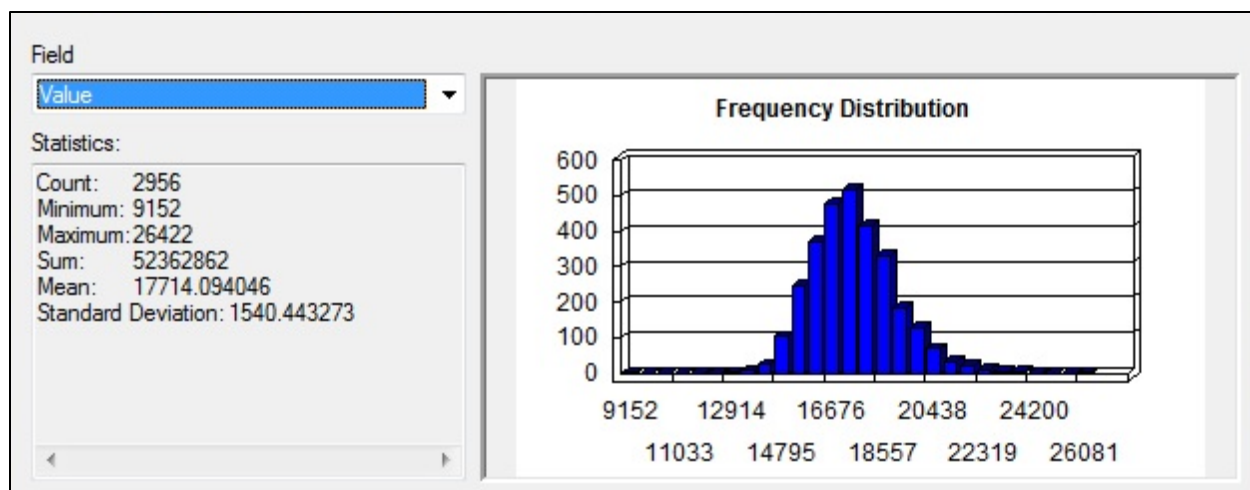 Field
Value
Statistics:
Count: 2956
Minimum: 9152
Maximum: 26422
Sum: 52362862
Mean: 17714.094046
Standard Deviation: 1540.443273
Frequency Distribution
600
500
400
300
200
100
0
9152 12914 16676 20438 24200
11033 14795 18557 22319 26081